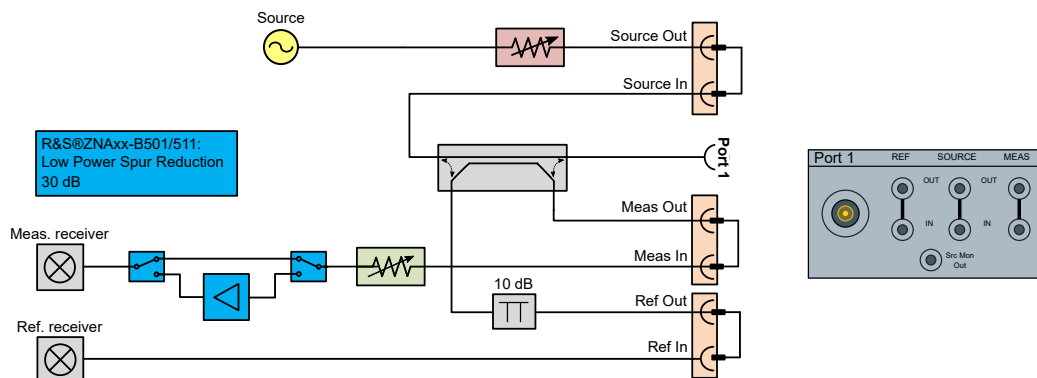 Source
Source Out
Source In
R&S®ZNAxx-B501/511:
Low Power Spur Reduction
30 dB
Port 1
Meas Out
Meas. receiver
Meas In
10 dB
Ref Out
Ref. receiver
Ref In
Port 1
REF
SOURCE
MEAS
OUT
OUT
IN
IN
Src Mon
Out